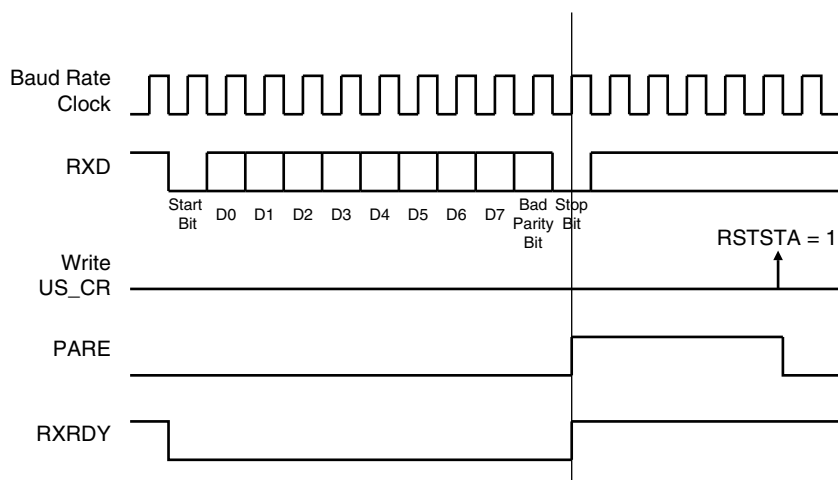 Baud Rate
Clock
RXD
Start
Bit
D0 D1 D2 D3 D4 D5 D6 D7
Bad
Parity
Bit
Stop
Bit
RSTSTA = 1
Write
US_CR
PARE
RXRDY